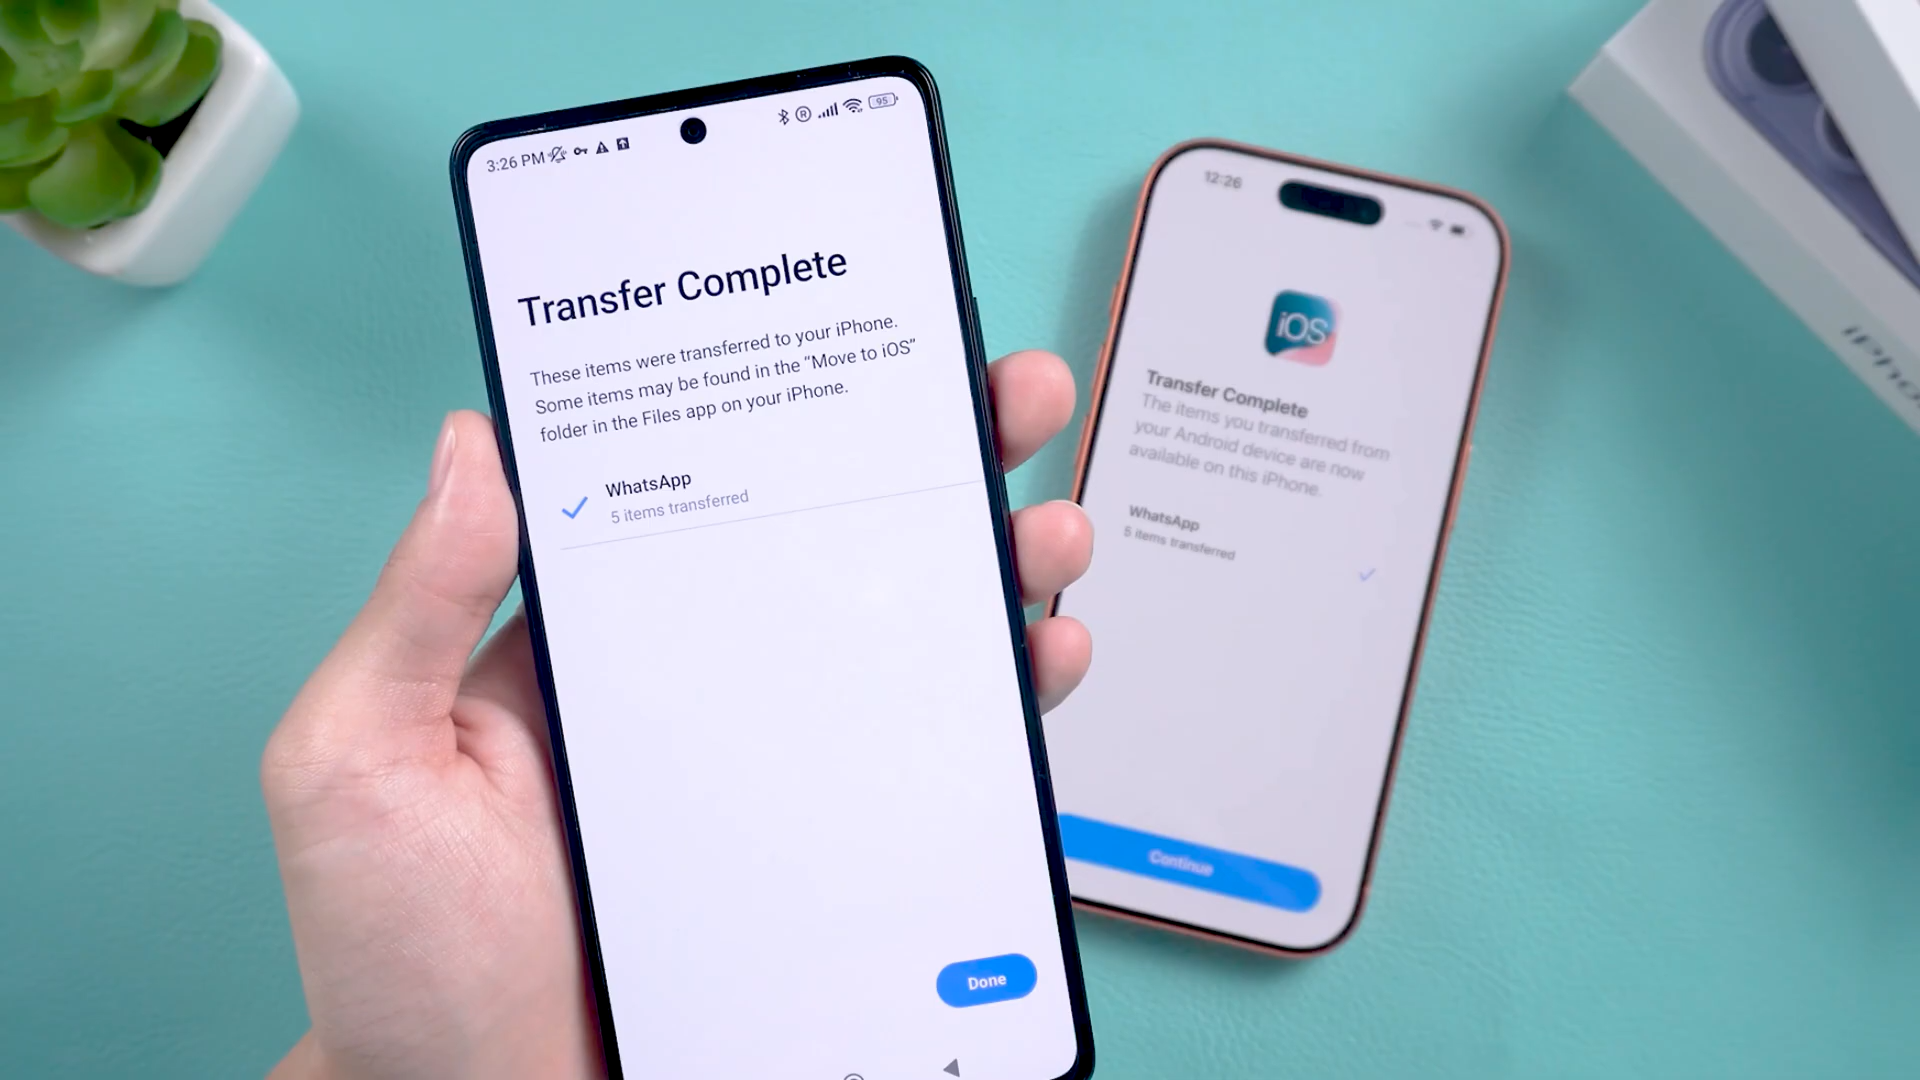 3:26 PM
95
Transfer Complete
These items were transferred to your iPhone.
Some items may be found in the “Move to iOS”
folder in the Files app on your iPhone.
WhatsApp
5 items transferred
Done
12:26
iOS
Transfer Complete
The items you transferred from
your Android device are now
available on this iPhone.
WhatsApp
5 items transferred
Continue
iPhone